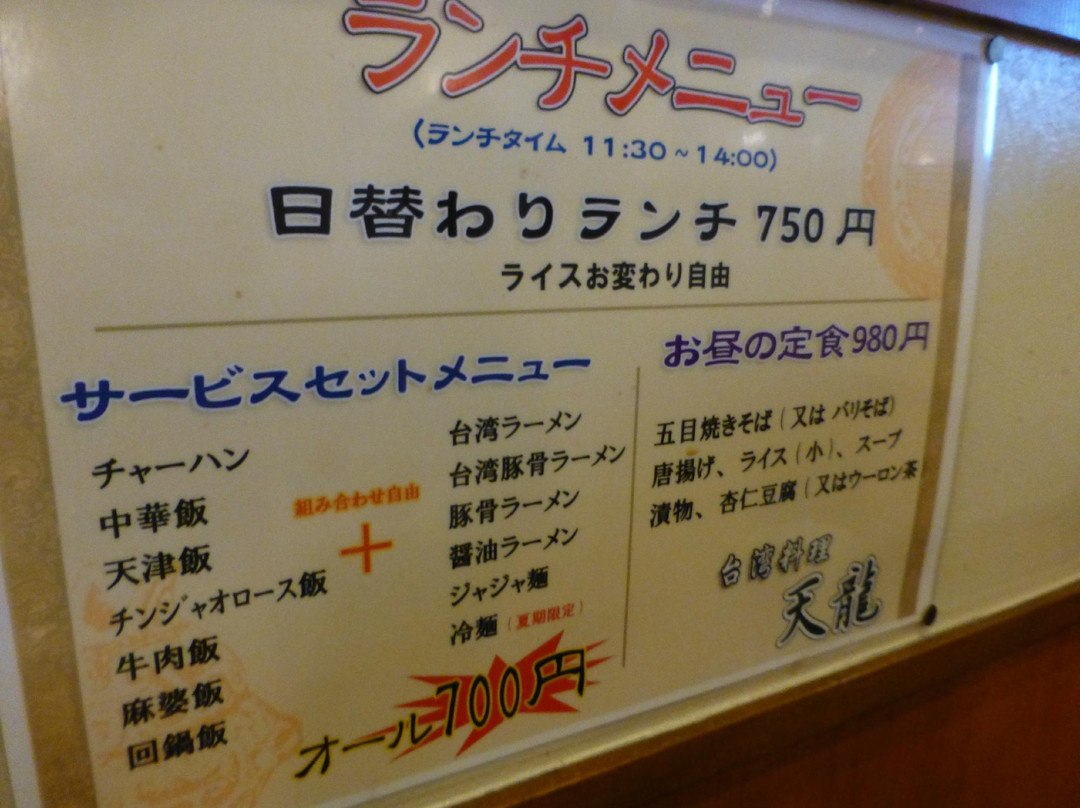 ランチメニュー
(ランチタイム 11:30~14:00)
日替わりランチ 750円
ライスお変わり自由
サービスセットメニュー
チャーハン
中華飯
天津飯
チンジャオロース飯
牛肉飯
麻婆飯
回鍋飯
組み合わせ自由
+
台湾ラーメン
台湾豚骨ラーメン
豚骨ラーメン
醤油ラーメン
ジャジャ麺
冷麺(夏期限定)
オール700円
お昼の定食980円
五目焼きそば(又は バリそば)
唐揚げ、ライス(小)、スープ
漬物、杏仁豆腐(又はウーロン茶
台湾料理
天龍